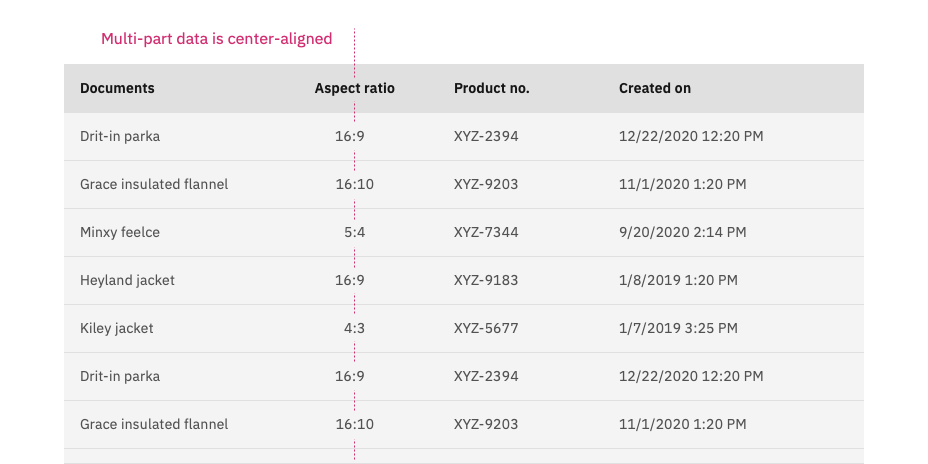 Multi-part data is center-aligned
Documents Aspect ratio Product no. Created on
Drit-in parka 16:9 XYZ-2394 12/22/2020 12:20 PM
Grace insulated flannel 16:10 XYZ-9203 11/1/2020 1:20 PM
Minxy feelce 5:4 XYZ-7344 9/20/2020 2:14 PM
Heyland jacket 16:9 XYZ-9183 1/8/2019 1:20 PM
Kiley jacket 4:3 XYZ-5677 1/7/2019 3:25 PM
Drit-in parka 16:9 XYZ-2394 12/22/2020 12:20 PM
Grace insulated flannel 16:10 XYZ-9203 11/1/2020 1:20 PM